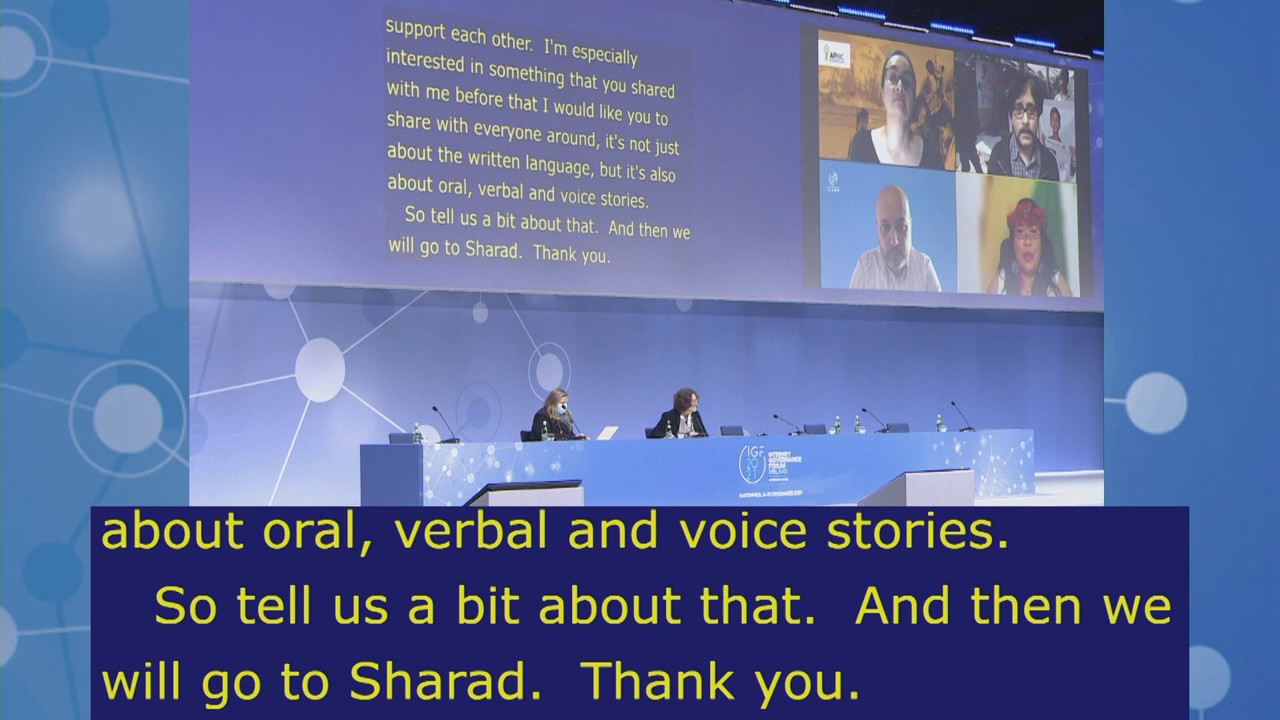 support each other.  I'm especially
interested in something that you shared
with me before that I would like you to
share with everyone around, it's not just
about the written language, but it's also
about oral, verbal and voice stories.
So tell us a bit about that.  And then we
will go to Sharad.  Thank you.
IGF
2021
INTERNET
GOVERNANCE
FORUM
POLAND
about oral, verbal and voice stories.
So tell us a bit about that.  And then we
will go to Sharad.  Thank you.